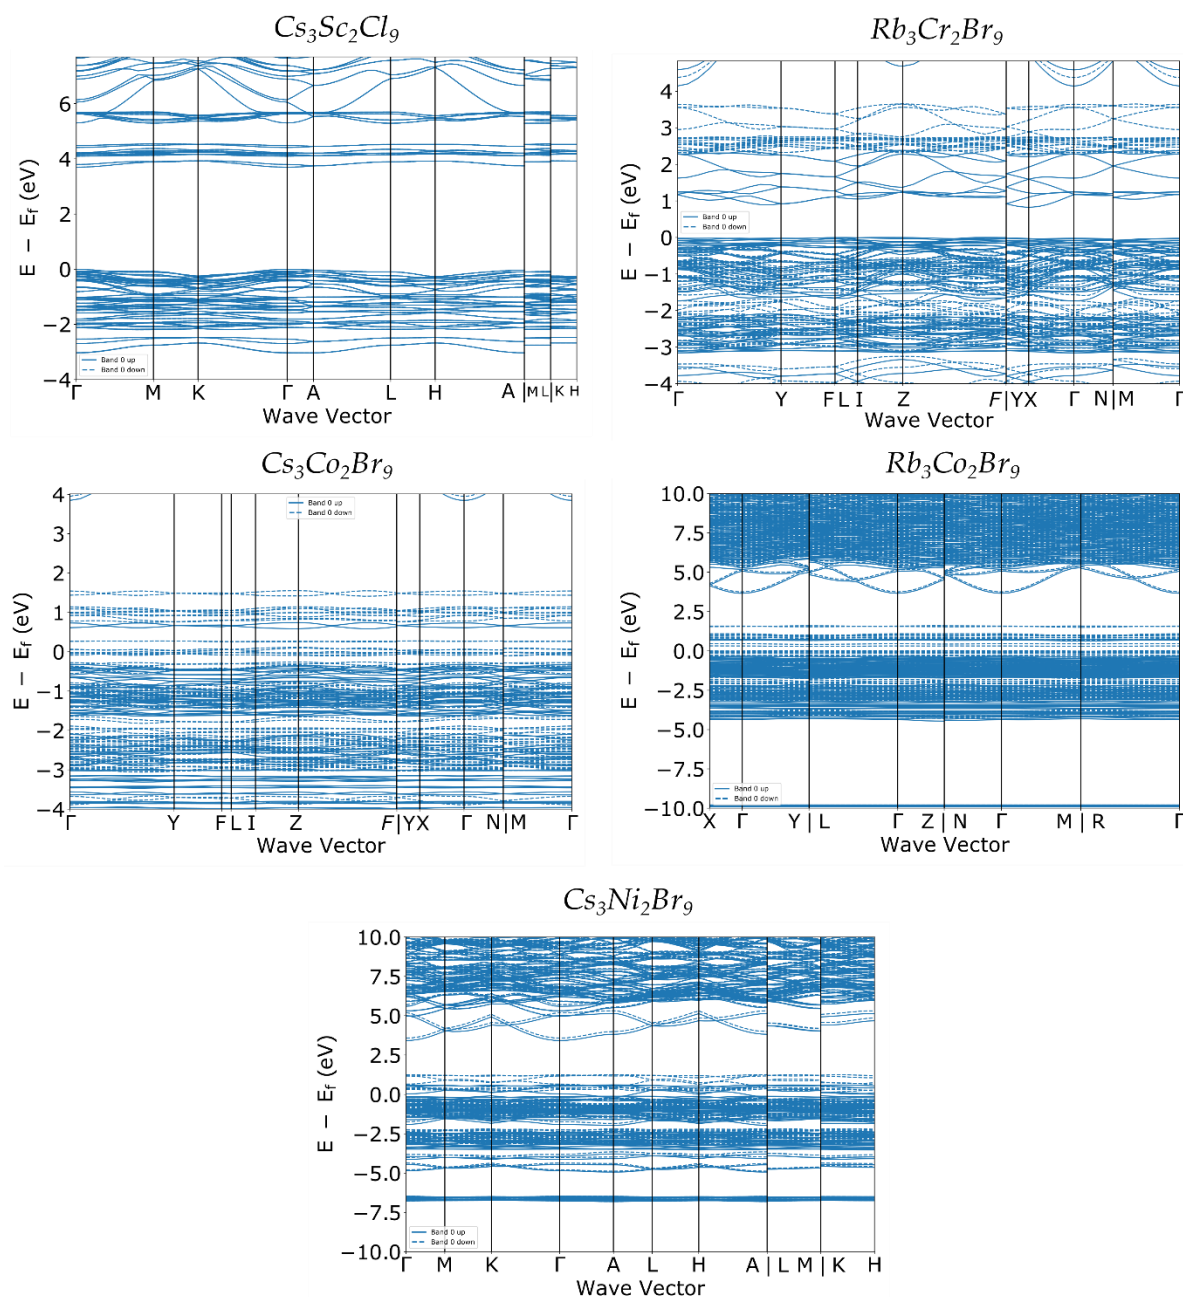 Cs₃Sc₂Cl₉
6
4
2
0
−2
−4
E − E_f (eV)
Band 0 up
Band 0 down
Γ M K Γ A L H A | M L | K H
Wave Vector
Rb₃Cr₂Br₉
4
3
2
1
0
−1
−2
−3
−4
E − E_f (eV)
Band 0 up
Band 0 down
Γ Y F L I Z F | Y X Γ N | M Γ
Wave Vector
Cs₃Co₂Br₉
4
3
2
1
0
−1
−2
−3
−4
E − E_f (eV)
Band 0 up
Band 0 down
Γ Y F L I Z F | Y X Γ N | M Γ
Wave Vector
Rb₃Co₂Br₉
10.0
7.5
5.0
2.5
0.0
−2.5
−5.0
−7.5
−10.0
E − E_f (eV)
Band 0 up
Band 0 down
X Γ Y | L Γ Z | N Γ M | R Γ
Wave Vector
Cs₃Ni₂Br₉
10.0
7.5
5.0
2.5
0.0
−2.5
−5.0
−7.5
−10.0
E − E_f (eV)
Band 0 up
Band 0 down
Γ M K Γ A L H A | L M | K H
Wave Vector